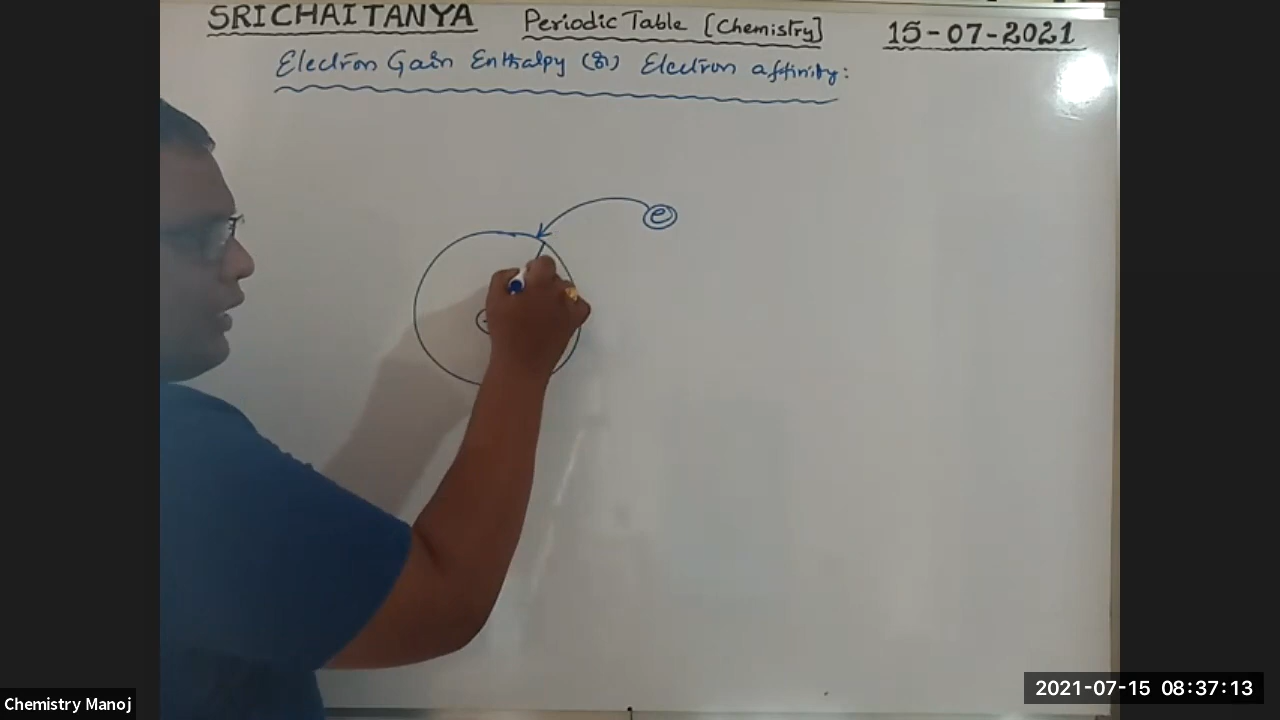 SRICHAITANYA Periodic Table [Chemistry] 15-07-2021
Electron Gain Enthalpy (or) Electron affinity:
e
Chemistry Manoj
2021-07-15 08:37:13